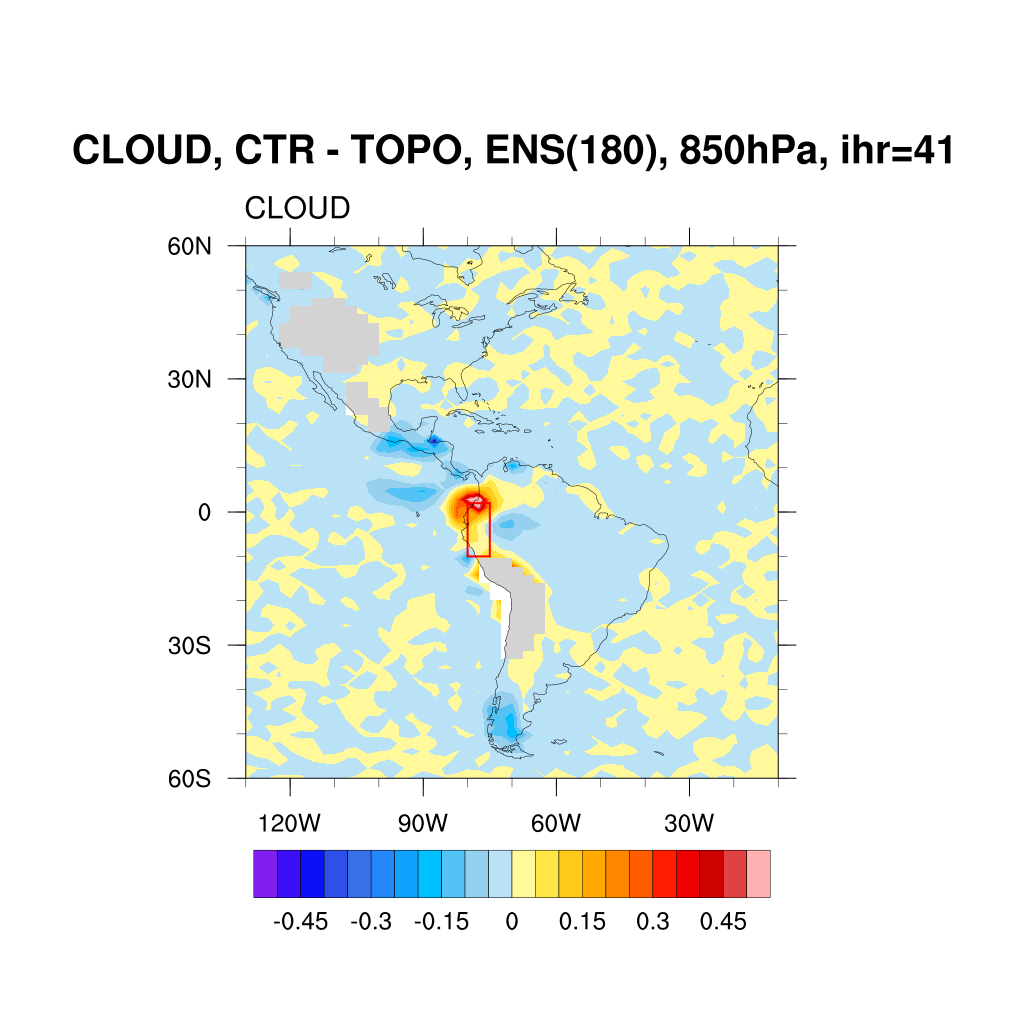 CLOUD, CTR - TOPO, ENS(180), 850hPa, ihr=41
CLOUD
60N
30N
0
30S
60S
120W 90W 60W 30W
-0.45 -0.3 -0.15 0 0.15 0.3 0.45